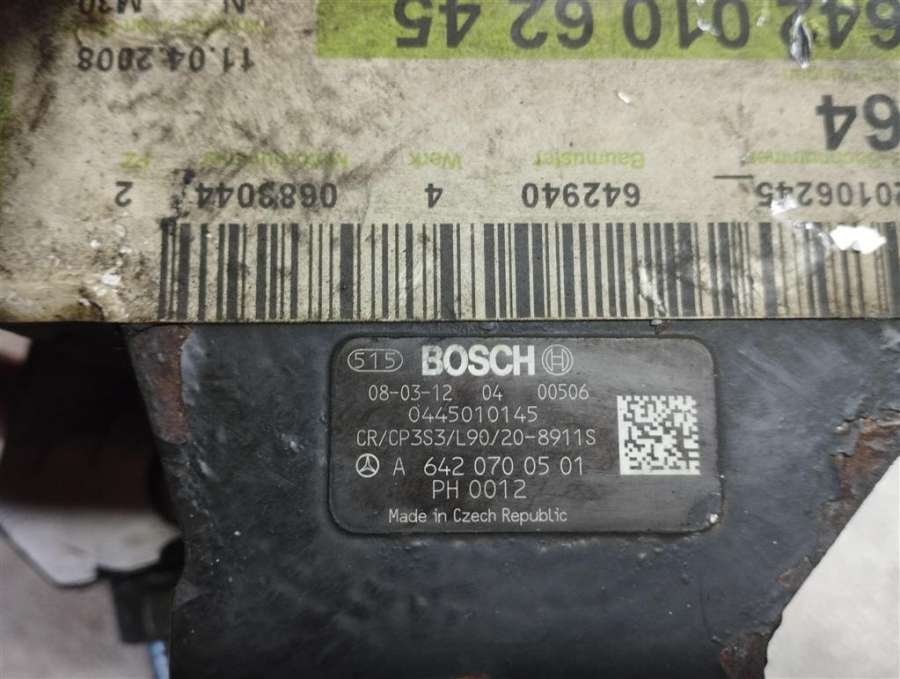 642 010 62 45
N M30
11.04.2008
64
Baumuster Werk PZ
20106245 642940 4 0683044 2
515 BOSCH
08-03-12 04 00506
0445010145
CR/CP3S3/L90/20-8911S
A 642 070 05 01
PH 0012
Made in Czech Republic